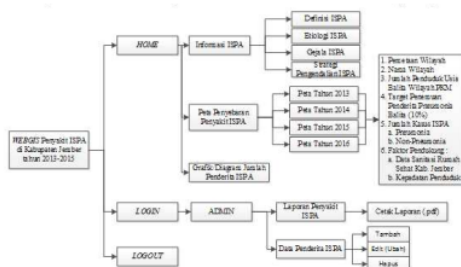 WEBGIS Penyakit ISPA
di Kabupaten Jember
tahun 2013-2015
HOME
Informasi ISPA
Definisi ISPA
Etiologi ISPA
Gejala ISPA
Strategi
Pengendalian ISPA
Peta Penyebaran
Penyakit ISPA
Peta Tahun 2013
Peta Tahun 2014
Peta Tahun 2015
Peta Tahun 2016
1. Pemetaan Wilayah
2. Nama Wilayah
3. Jumlah Penduduk Usia
Balita Wilayah PKM
4. Target Penemuan
Penderita Pneumonia
Balita (10%)
5. Jumlah Kasus ISPA
a. Pneumonia
b. Non-Pneumonia
6. Faktor Pendukung :
a. Data Sanitasi Rumah
Sehat Kab. Jember
b. Kepadatan Penduduk
Grafik Diagram Jumlah
Penderita ISPA
LOGIN
ADMIN
Laporan Penyakit
ISPA
Cetak Laporan (.pdf)
Data Penderita ISPA
Tambah
Edit (Ubah)
Hapus
LOGOUT